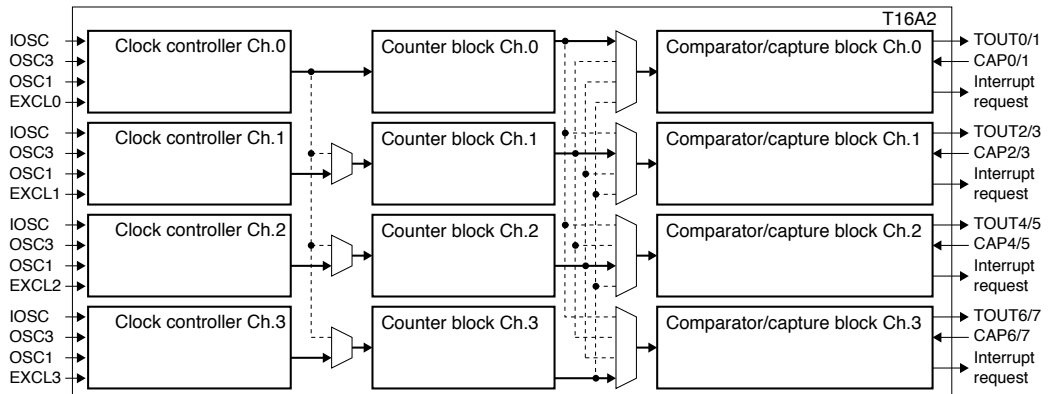 T16A2
IOSC
OSC3
OSC1
EXCL0
Clock controller Ch.0
Counter block Ch.0
Comparator/capture block Ch.0
TOUT0/1
CAP0/1
Interrupt
request
IOSC
OSC3
OSC1
EXCL1
Clock controller Ch.1
Counter block Ch.1
Comparator/capture block Ch.1
TOUT2/3
CAP2/3
Interrupt
request
IOSC
OSC3
OSC1
EXCL2
Clock controller Ch.2
Counter block Ch.2
Comparator/capture block Ch.2
TOUT4/5
CAP4/5
Interrupt
request
IOSC
OSC3
OSC1
EXCL3
Clock controller Ch.3
Counter block Ch.3
Comparator/capture block Ch.3
TOUT6/7
CAP6/7
Interrupt
request